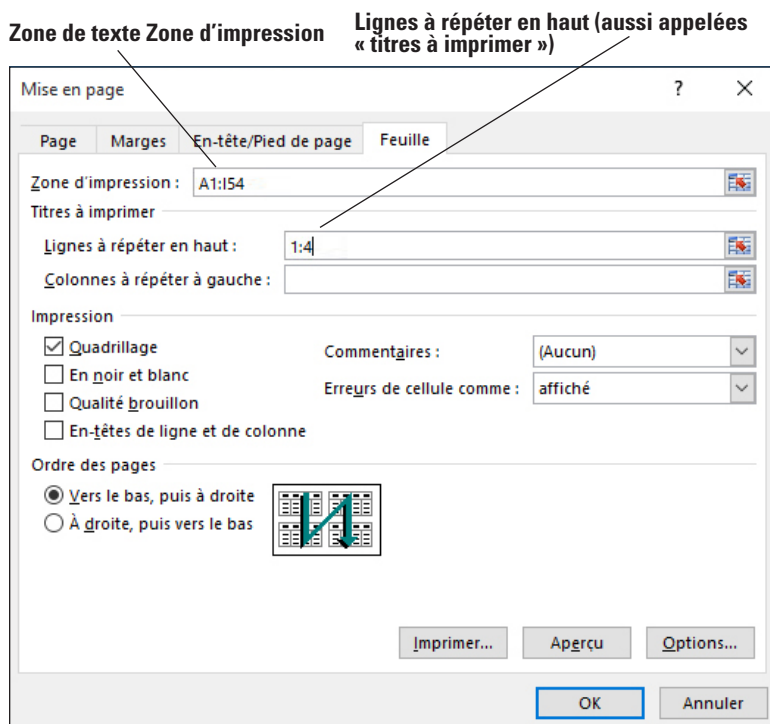 Zone de texte Zone d’impression
Lignes à répéter en haut (aussi appelées
« titres à imprimer »)
Mise en page
?
Page Marges En-tête/Pied de page Feuille
Zone d'impression : A1:I54
Titres à imprimer
Lignes à répéter en haut : 1:4
Colonnes à répéter à gauche :
Impression
Quadrillage
Commentaires : (Aucun)
En noir et blanc
Erreurs de cellule comme : affiché
Qualité brouillon
En-têtes de ligne et de colonne
Ordre des pages
Vers le bas, puis à droite
À droite, puis vers le bas
Imprimer... Aperçu Options...
OK Annuler